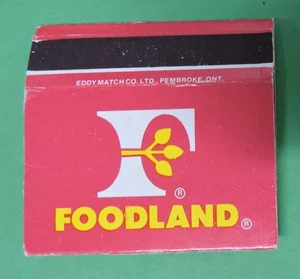 EDDY MATCH CO. LTD., PEMBROKE, ONT.
F ®
FOODLAND ®